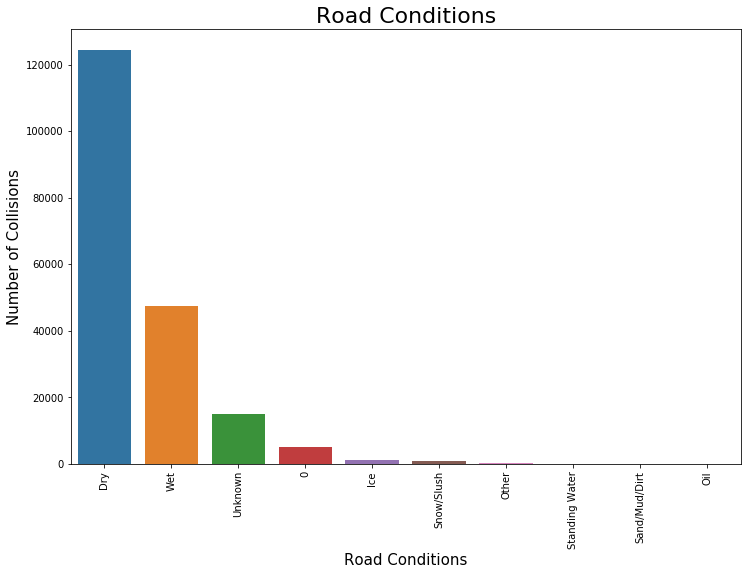 Road Conditions
Number of Collisions
120000
100000
80000
60000
40000
20000
0
Dry
Wet
Unknown
0
Ice
Snow/Slush
Other
Standing Water
Sand/Mud/Dirt
Oil
Road Conditions